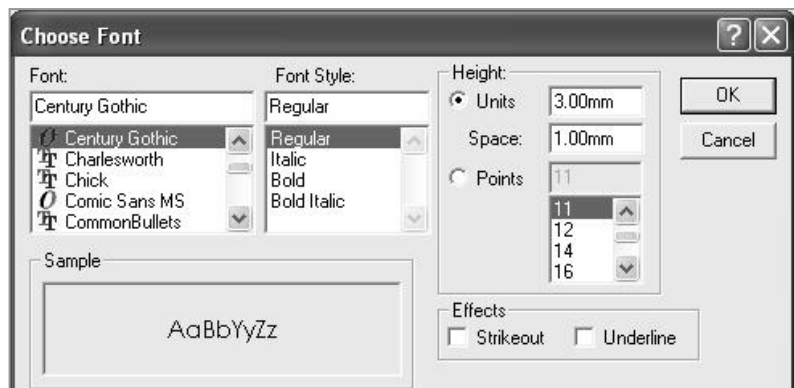 Choose Font
Font:
Century Gothic
Century Gothic
Charlesworth
Chick
Comic Sans MS
CommonBullets
Font Style:
Regular
Regular
Italic
Bold
Bold Italic
Height:
Units 3.00mm
Space: 1.00mm
Points 11
11
12
14
16
OK
Cancel
Sample
AaBbYyZz
Effects
Strikeout Underline